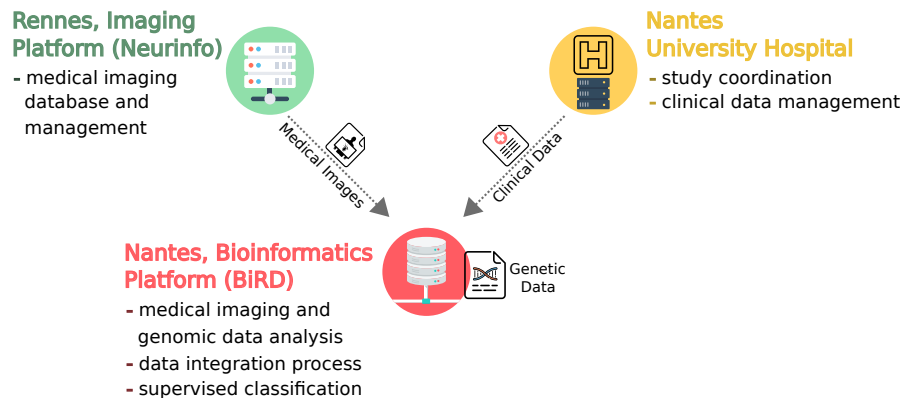 Rennes, Imaging
Platform (Neurinfo)
- medical imaging
database and
management
Nantes
University Hospital
- study coordination
- clinical data management
H
Medical Images
Clinical Data
Nantes, Bioinformatics
Platform (BiRD)
- medical imaging and
genomic data analysis
- data integration process
- supervised classification
Genetic
Data